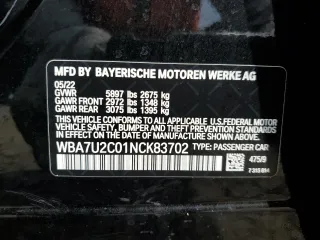 MFD BY BAYERISCHE MOTOREN WERKE AG
05/22
GVWR 5897 lbs 2675 kg
GAWR FRONT 2972 lbs 1348 kg
GAWR REAR 3075 lbs 1395 kg
THIS VEHICLE CONFORMS TO ALL APPLICABLE U.S. FEDERAL MOTOR VEHICLE SAFETY, BUMPER, AND THEFT PREVENTION STANDARDS IN EFFECT ON THE DATE OF MANUFACTURE SHOWN ABOVE.
WBA7U2C01NCK83702 TYPE: PASSENGER CAR
475/9